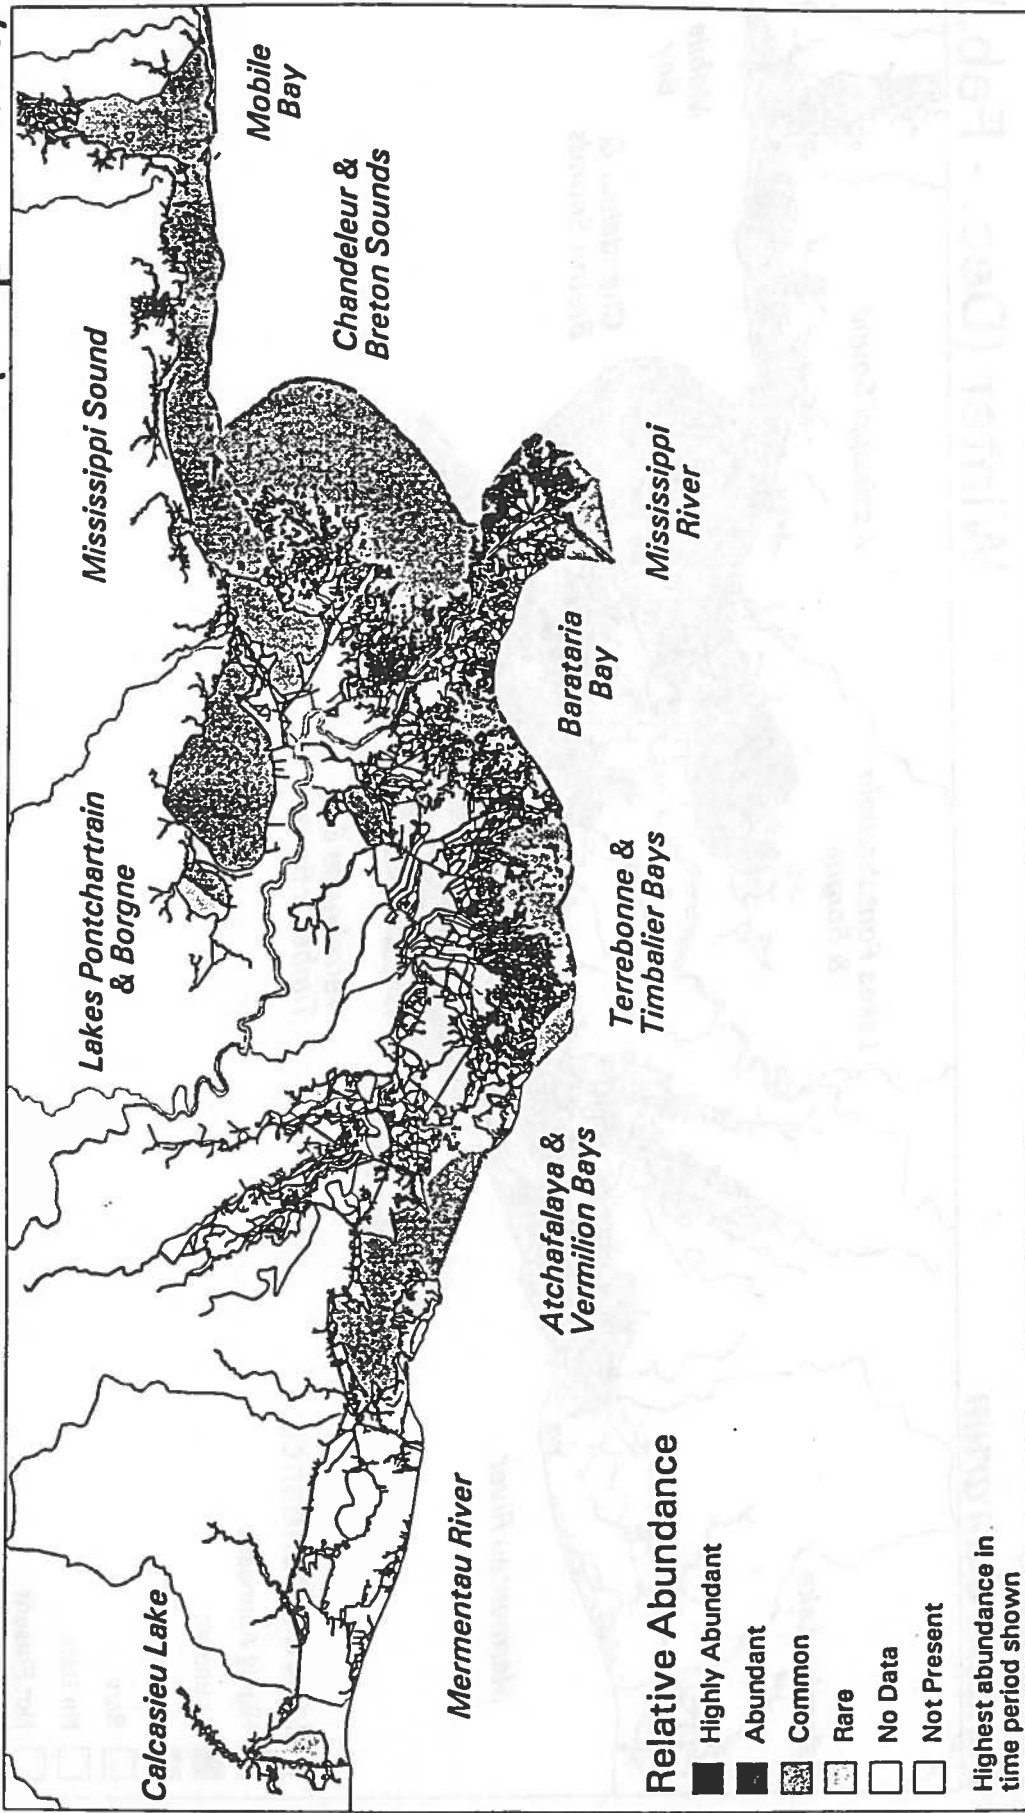 Mobile
Bay
Chandeleur &
Breton Sounds
Mississippi Sound
Mississippi
River
Lakes Pontchartrain
& Borgne
Barataria
Bay
Terrebonne &
Timbalier Bays
Atchafalaya &
Vermilion Bays
Calcasieu Lake
Mermentau River
Relative Abundance
Highly Abundant
Abundant
Common
Rare
No Data
Not Present
Highest abundance in
time period shown